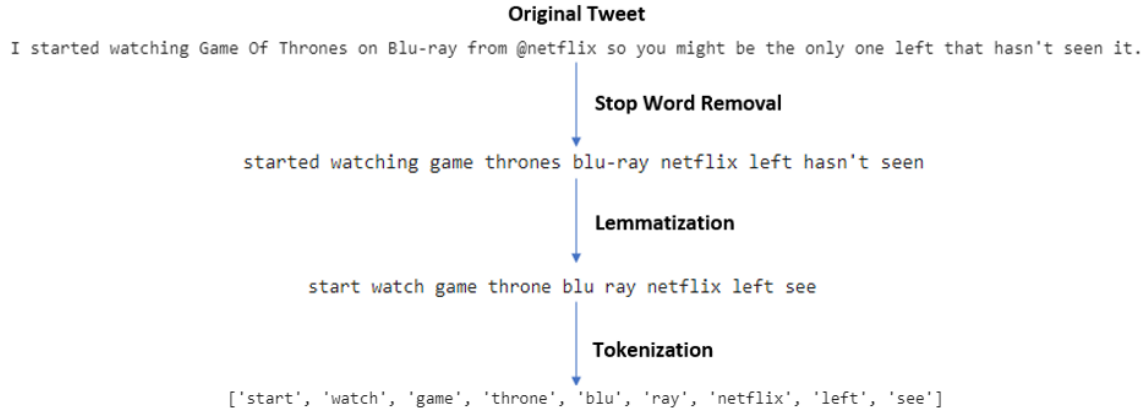 Original Tweet
I started watching Game Of Thrones on Blu-ray from @netflix so you might be the only one left that hasn't seen it.
Stop Word Removal
started watching game thrones blu-ray netflix left hasn't seen
Lemmatization
start watch game throne blu ray netflix left see
Tokenization
['start', 'watch', 'game', 'throne', 'blu', 'ray', 'netflix', 'left', 'see']